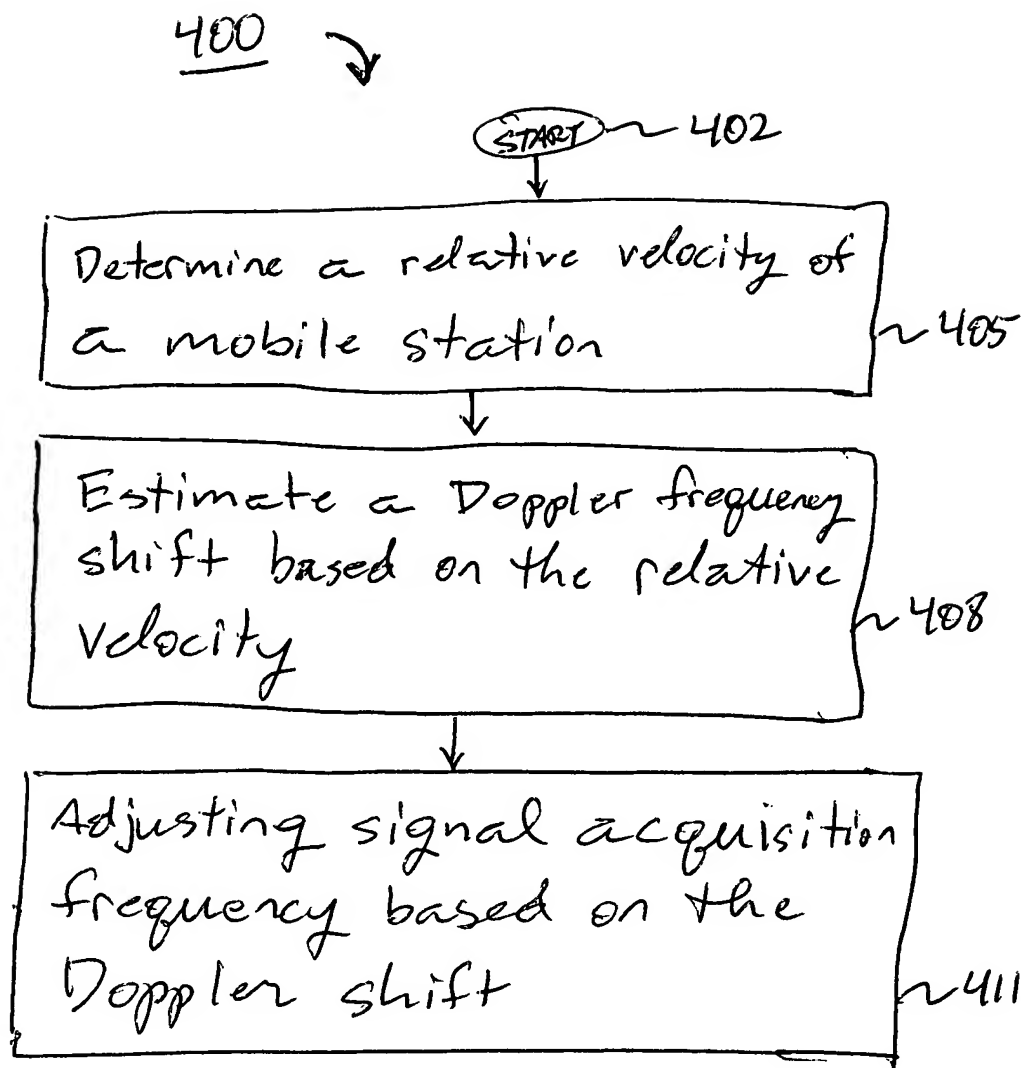 400
START 402
Determine a relative velocity of
a mobile station
405
Estimate a Doppler frequency
shift based on the relative
velocity
408
Adjusting signal acquisition
frequency based on the
Doppler shift
411